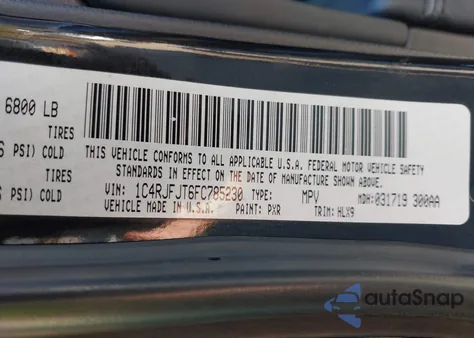 6800 LB
TIRES
PSI) COLD
TIRES
PSI) COLD
THIS VEHICLE CONFORMS TO ALL APPLICABLE U.S.A. FEDERAL MOTOR VEHICLE SAFETY
STANDARDS IN EFFECT ON THE DATE OF MANUFACTURE SHOWN ABOVE.
VIN: 1C4RJFJT6FC785230 TYPE: MPV MDH: 031719 300AA
VEHICLE MADE IN U.S.A. PAINT: PXR TRIM: HLX9
autaSnap